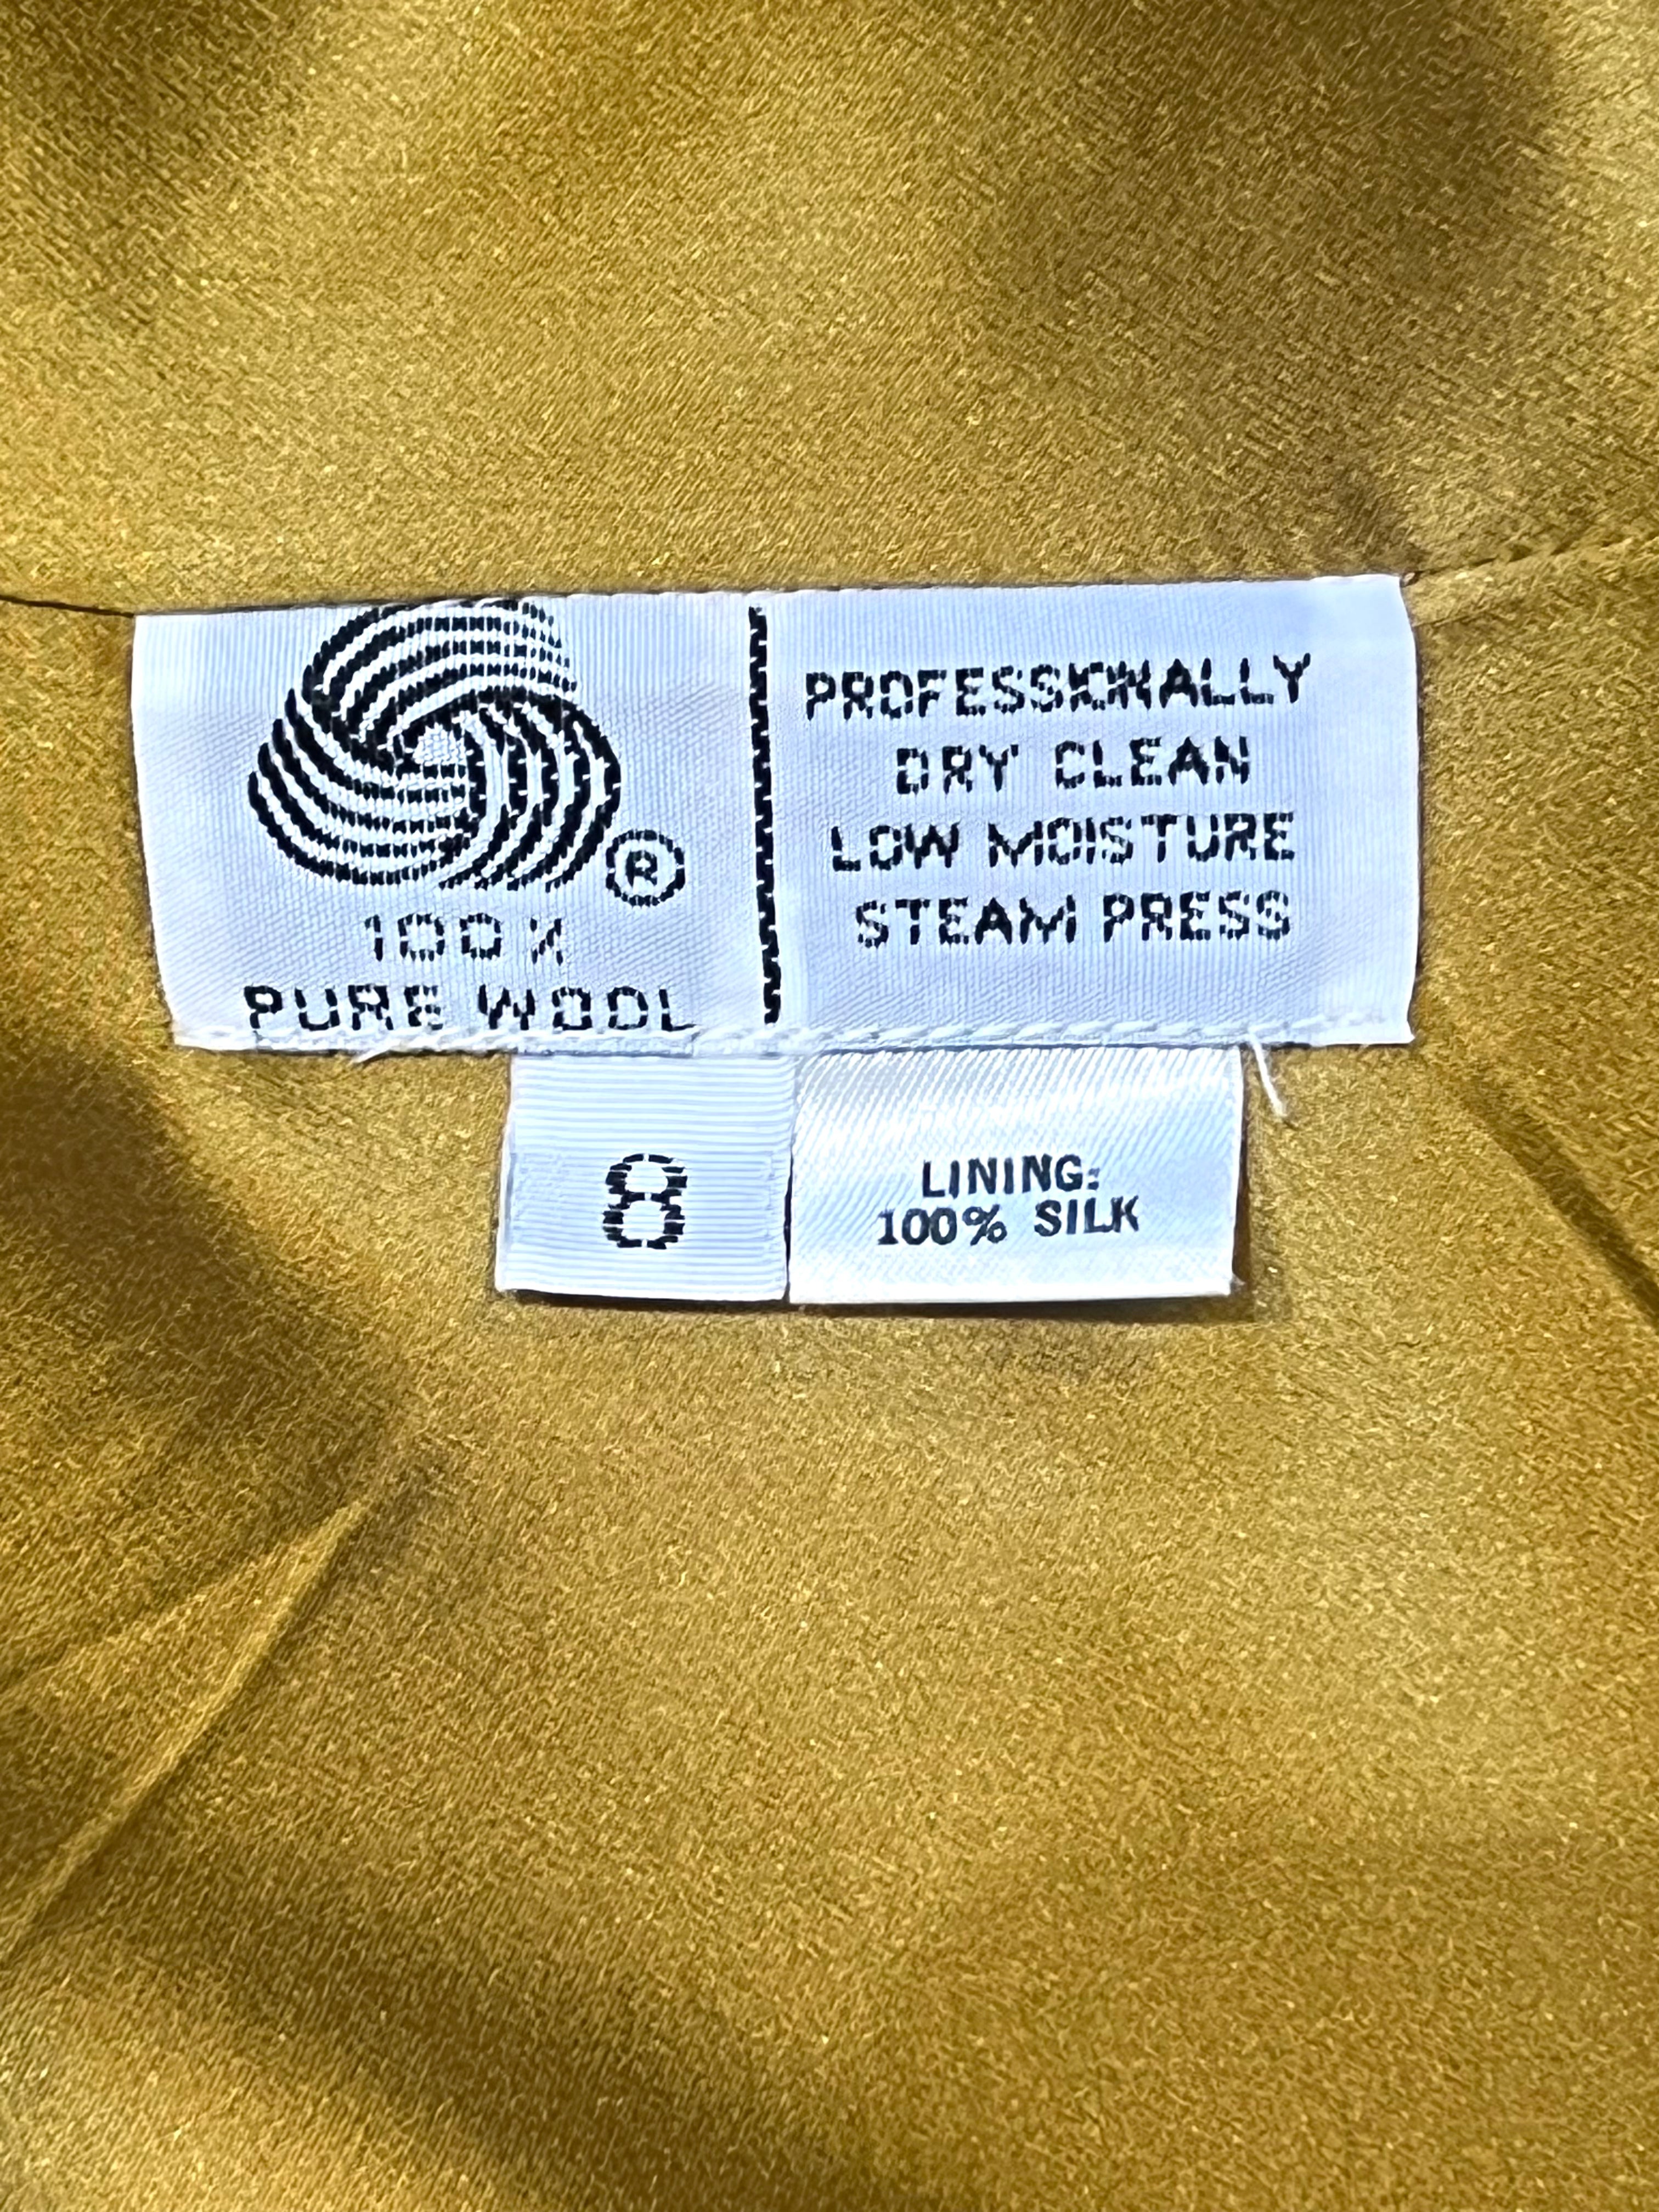 ®
100%
PURE WOOL
PROFESSIONALLY
DRY CLEAN
LOW MOISTURE
STEAM PRESS
8
LINING:
100% SILK